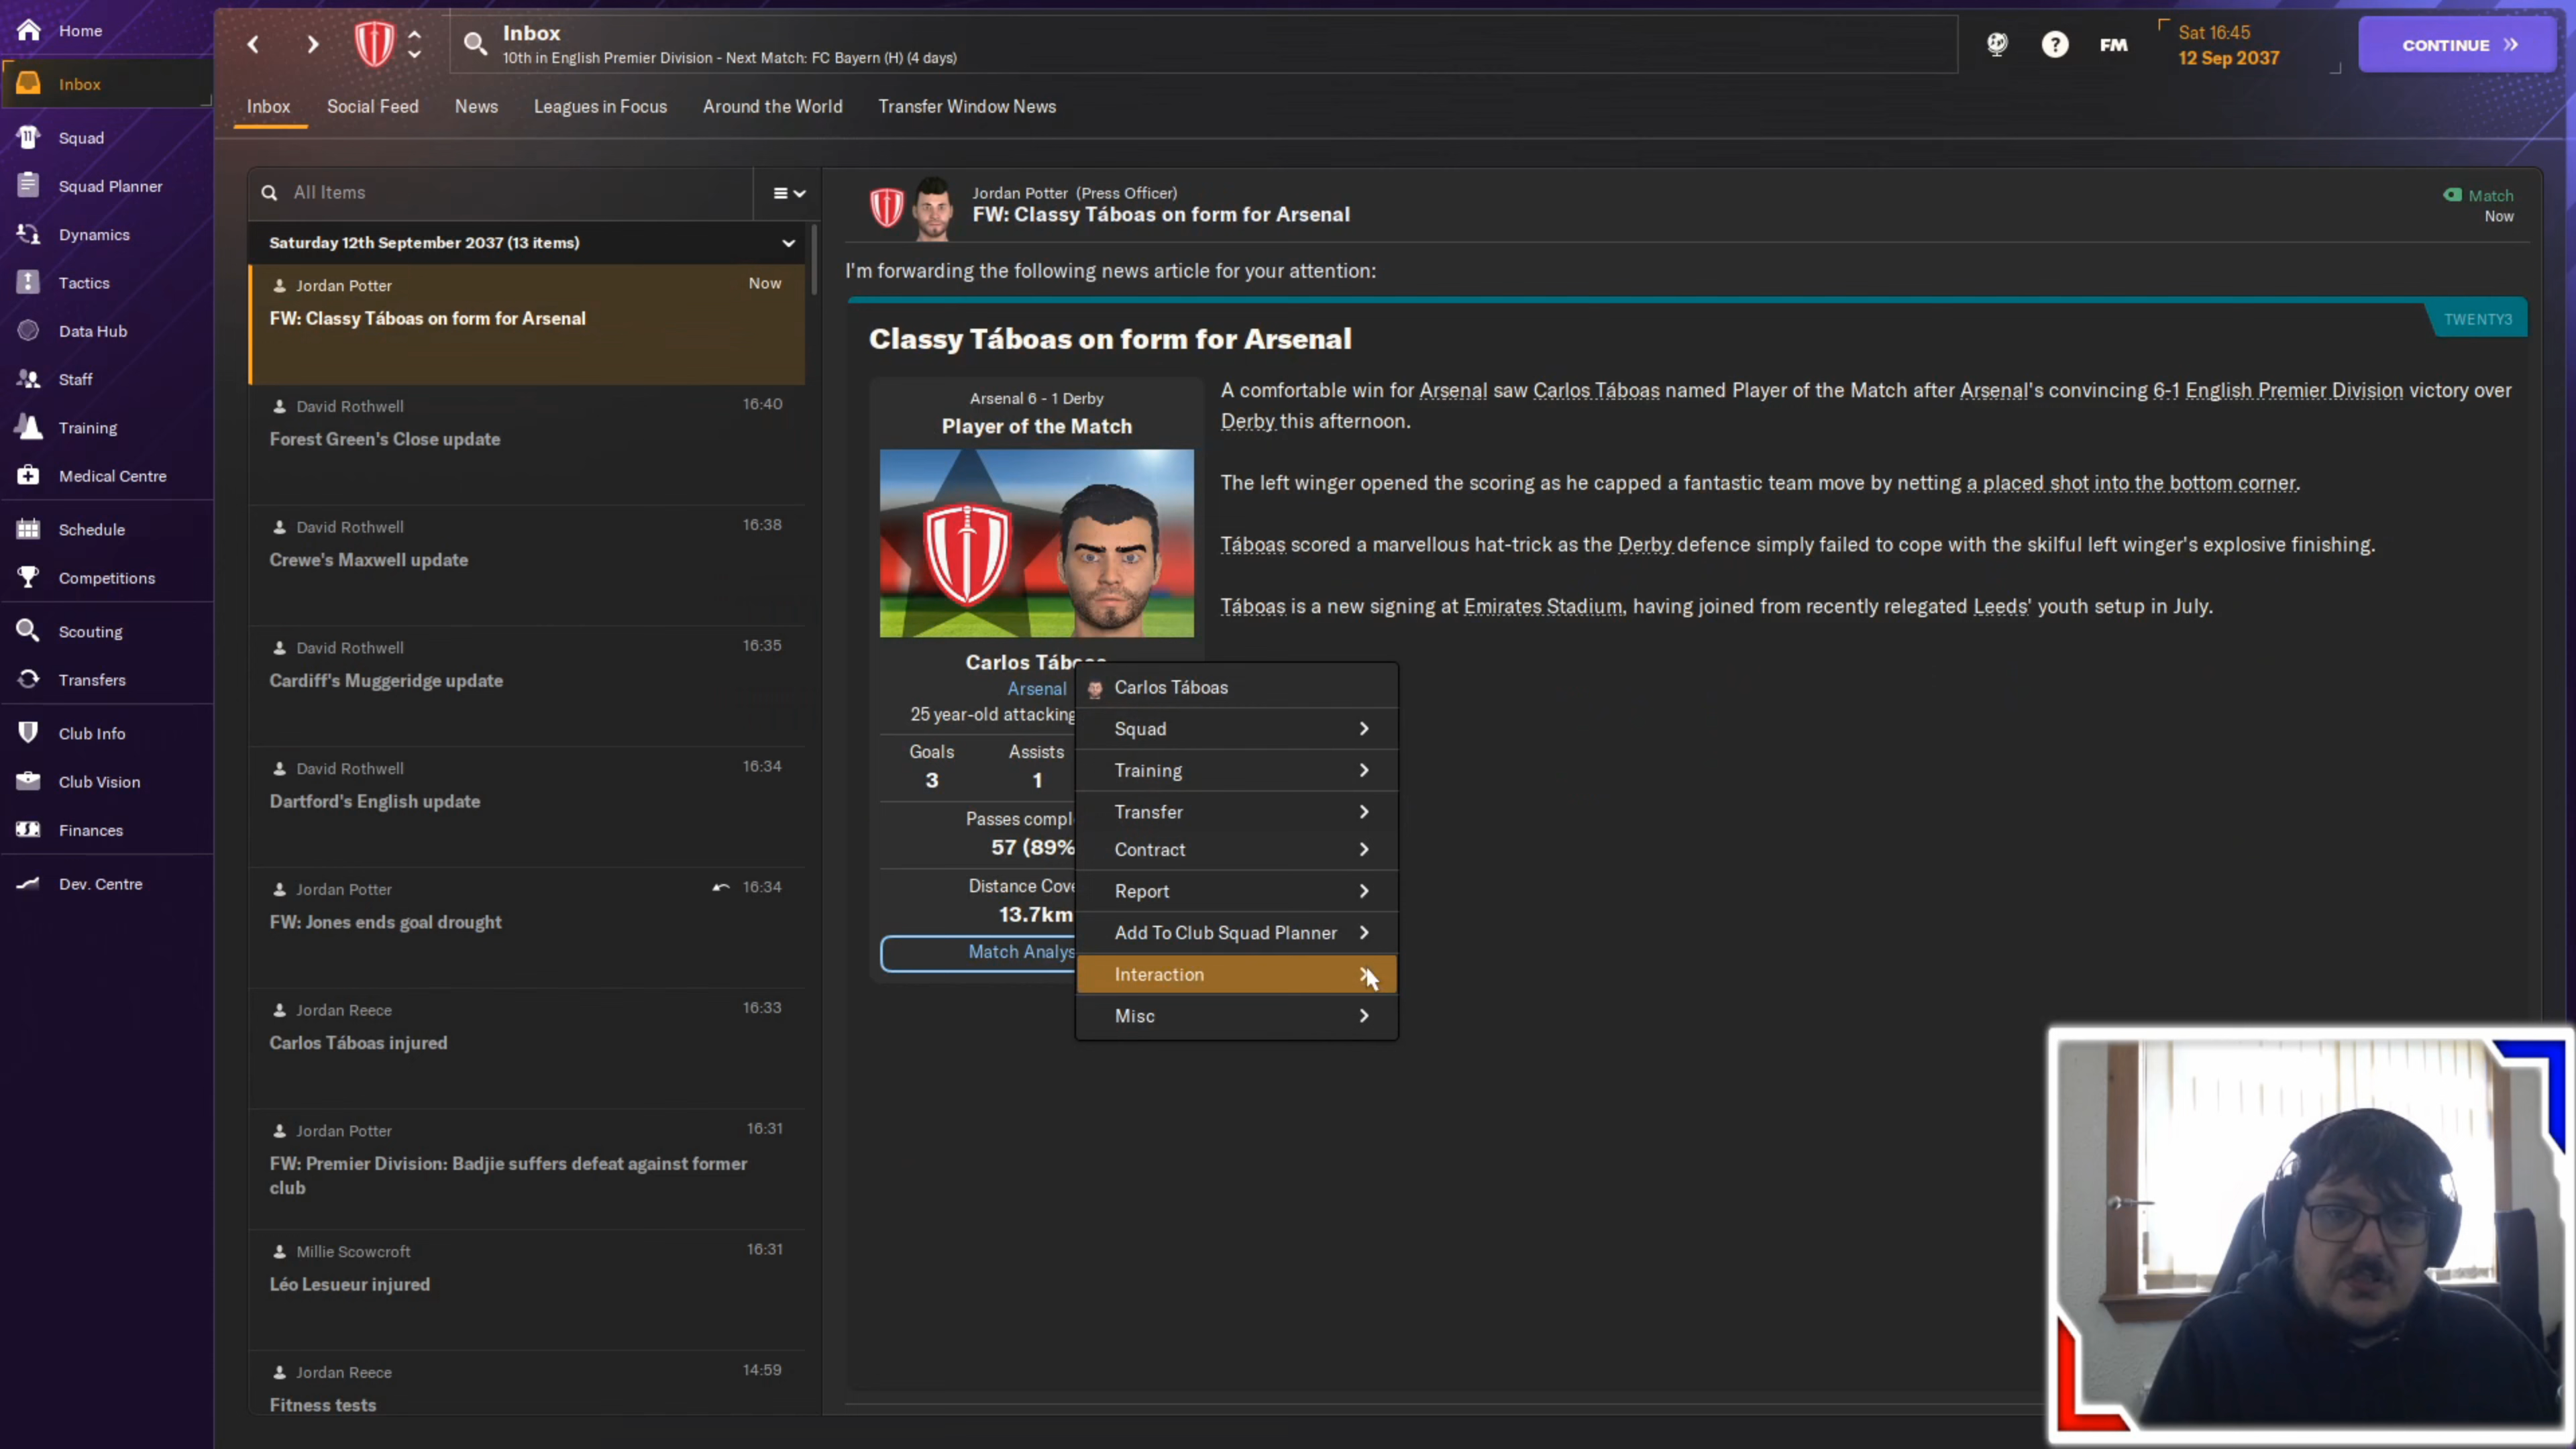 Home
Inbox
Squad
Squad Planner
Dynamics
Tactics
Data Hub
Staff
Training
Medical Centre
Schedule
Competitions
Scouting
Transfers
Club Info
Club Vision
Finances
Dev. Centre
Inbox
10th in English Premier Division - Next Match: FC Bayern (H) (4 days)
?
FM
Sat 16:45
12 Sep 2037
CONTINUE
Inbox Social Feed News Leagues in Focus Around the World Transfer Window News
All Items
Saturday 12th September 2037 (13 items)
Jordan Potter Now
FW: Classy Táboas on form for Arsenal
David Rothwell 16:40
Forest Green's Close update
David Rothwell 16:38
Crewe's Maxwell update
David Rothwell 16:35
Cardiff's Muggeridge update
David Rothwell 16:34
Dartford's English update
Jordan Potter 16:34
FW: Jones ends goal drought
Jordan Reece 16:33
Carlos Táboas injured
Jordan Potter 16:31
FW: Premier Division: Badjie suffers defeat against former
club
Millie Scowcroft 16:31
Léo Lesueur injured
Jordan Reece 14:59
Fitness tests
Jordan Potter (Press Officer)
FW: Classy Táboas on form for Arsenal
Match
Now
I'm forwarding the following news article for your attention:
TWENTY3
Classy Táboas on form for Arsenal
Arsenal 6 - 1 Derby
Player of the Match
Carlos Táboas
Arsenal
25 year-old attacking
Goals Assists
3 1
Passes compl
57 (89%
Distance Cove
13.7km
Match Analys
A comfortable win for Arsenal saw Carlos Táboas named Player of the Match after Arsenal's convincing 6-1 English Premier Division victory over
Derby this afternoon.
The left winger opened the scoring as he capped a fantastic team move by netting a placed shot into the bottom corner.
Táboas scored a marvellous hat-trick as the Derby defence simply failed to cope with the skilful left winger's explosive finishing.
Táboas is a new signing at Emirates Stadium, having joined from recently relegated Leeds' youth setup in July.
Carlos Táboas
Squad
Training
Transfer
Contract
Report
Add To Club Squad Planner
Interaction
Misc